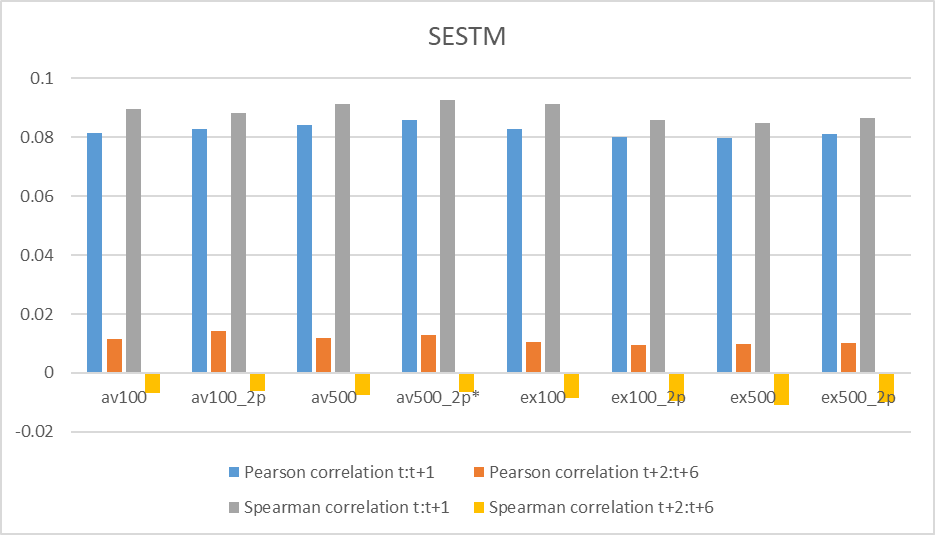 SESTM
0.1
0.08
0.06
0.04
0.02
0
-0.02
av100 av100_2p av500 av500_2p* ex100 ex100_2p ex500 ex500_2p
Pearson correlation t:t+1 Pearson correlation t+2:t+6
Spearman correlation t:t+1 Spearman correlation t+2:t+6